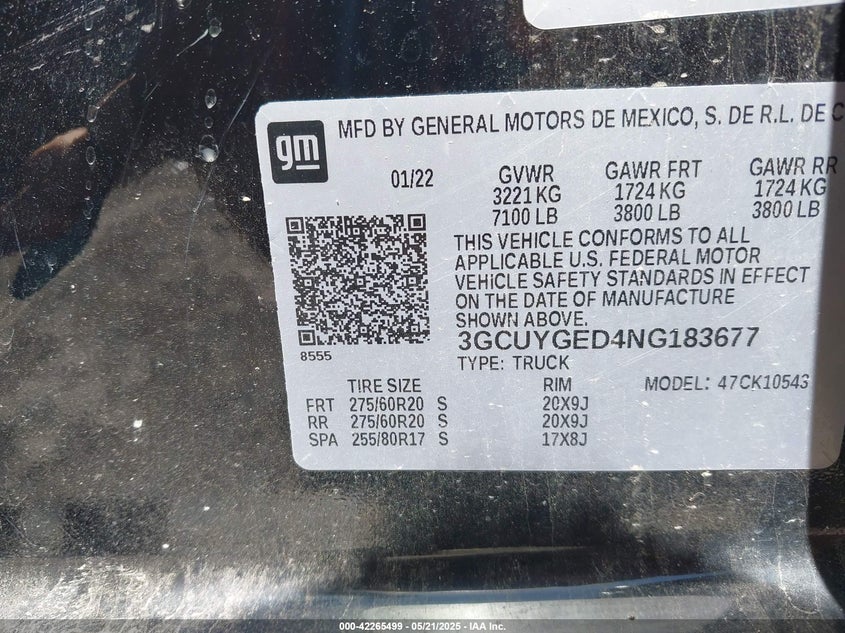 gm
MFD BY GENERAL MOTORS DE MEXICO, S. DE R.L. DE C
01/22 GVWR GAWR FRT GAWR RR
3221 KG 1724 KG 1724 KG
7100 LB 3800 LB 3800 LB
THIS VEHICLE CONFORMS TO ALL
APPLICABLE U.S. FEDERAL MOTOR
VEHICLE SAFETY STANDARDS IN EFFECT
ON THE DATE OF MANUFACTURE
SHOWN ABOVE.
8555
3GCUYGED4NG183677
TYPE: TRUCK
TIRE SIZE RIM MODEL: 47CK10543
FRT 275/60R20 S 20X9J
RR 275/60R20 S 20X9J
SPA 255/80R17 S 17X8J
000-42265499 - 05/21/2025 - IAA Inc.